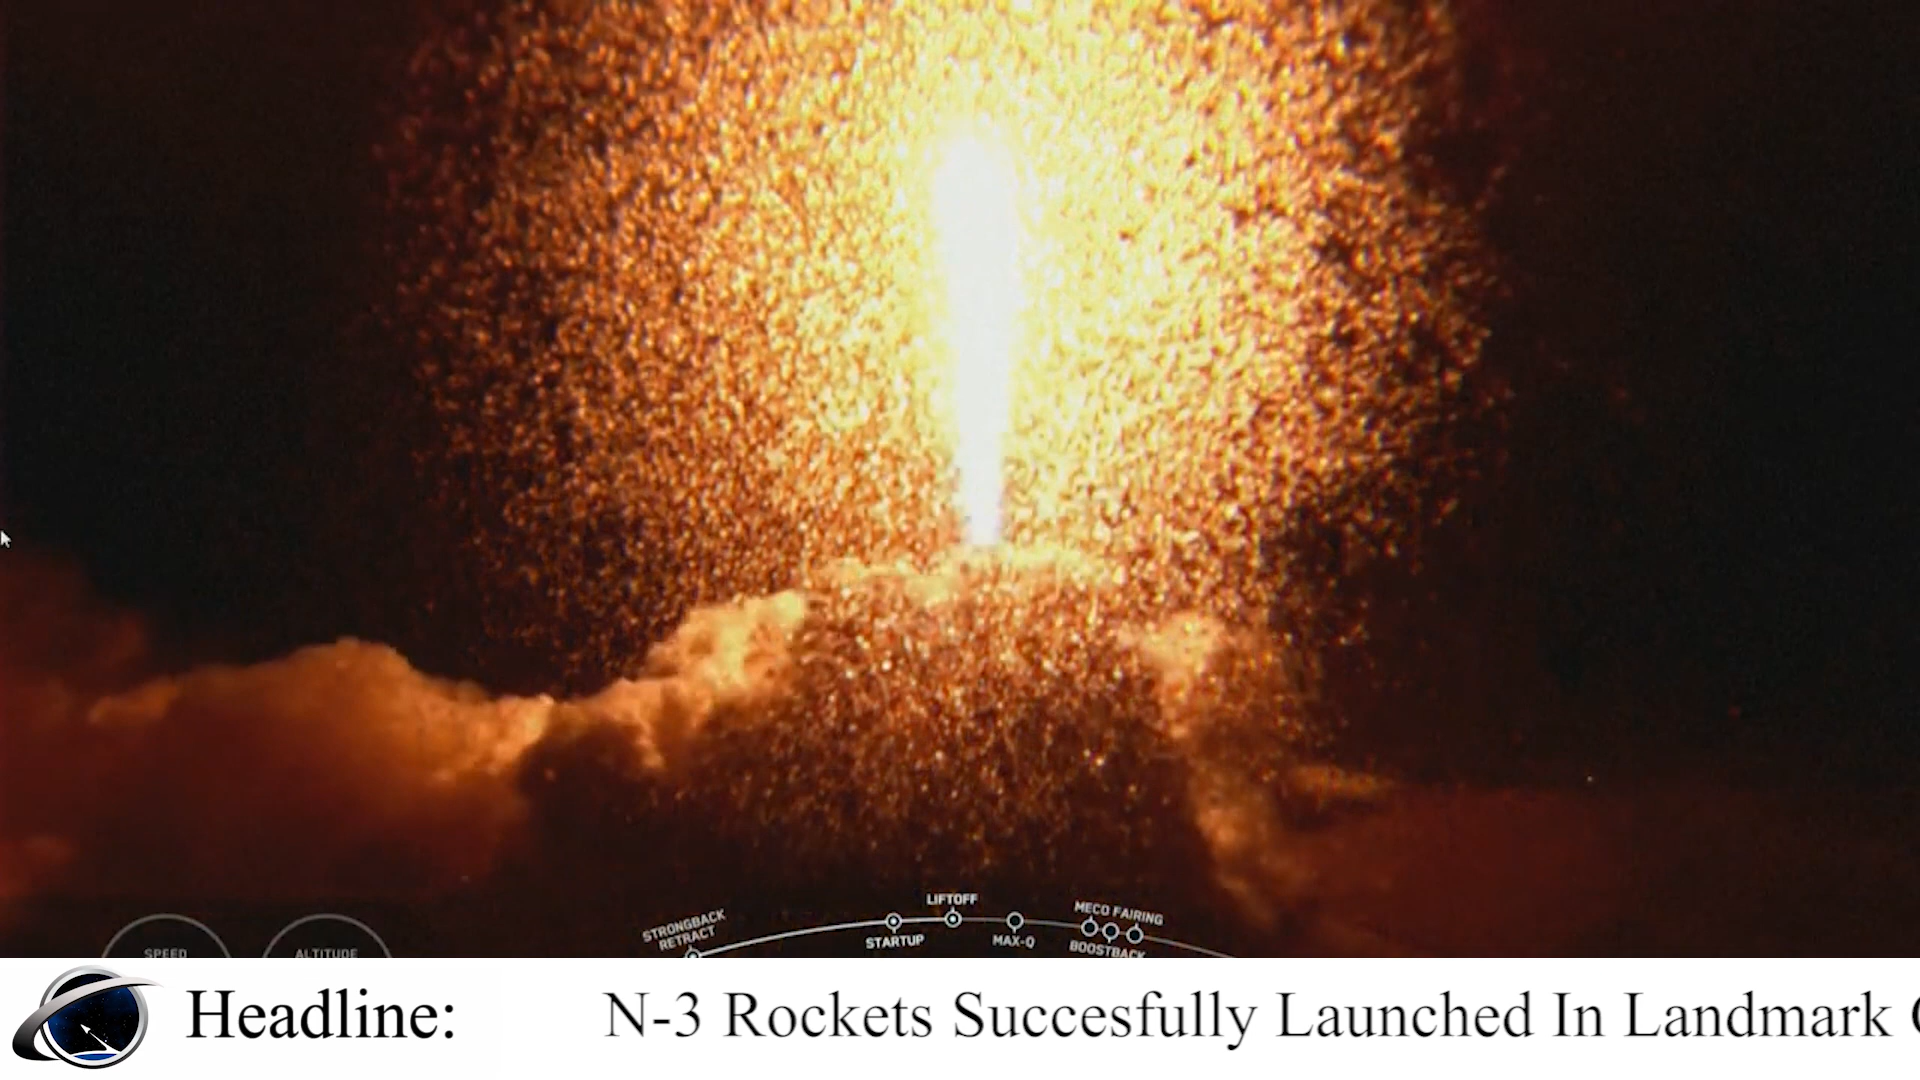 LIFTOFF
MECO FAIRING
STRONGBACK
RETRACT
STARTUP
MAX-Q
BOOSTBACK
SPEED
ALTITUDE
Headline:
N-3 Rockets Succesfully Launched In Landmark